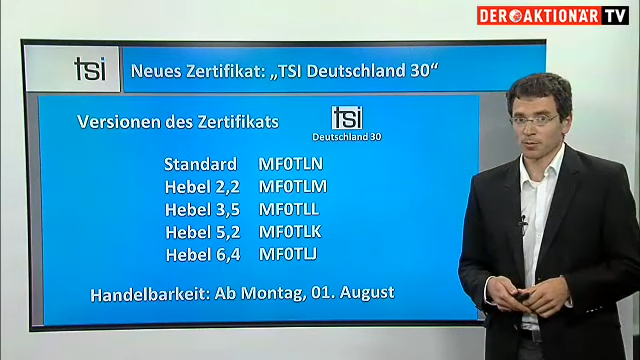 DER AKTIONÄR TV
tsi Neues Zertifikat: „TSI Deutschland 30“
Versionen des Zertifikats
tsi
Deutschland 30
Standard MF0TLN
Hebel 2,2 MF0TLM
Hebel 3,5 MF0TLL
Hebel 5,2 MF0TLK
Hebel 6,4 MF0TLJ
Handelbarkeit: Ab Montag, 01. August